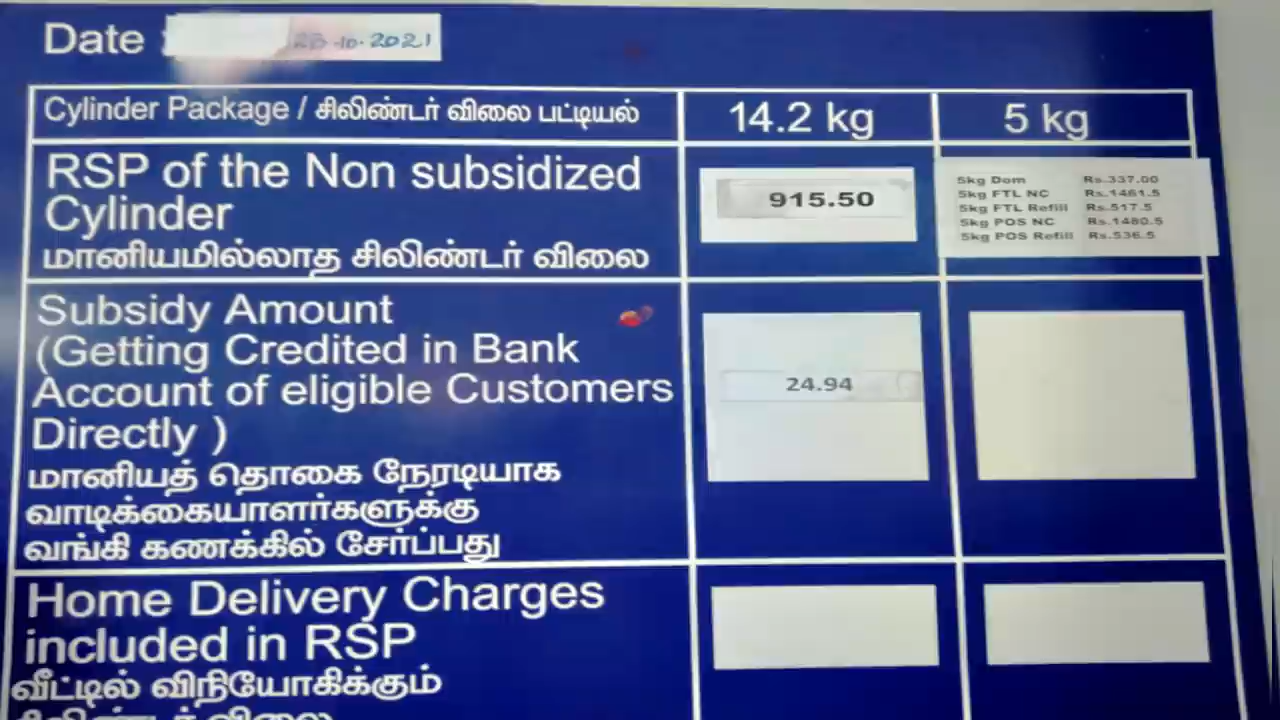 Date : 23-10-2021
Cylinder Package / சிலிண்டர் விலை பட்டியல்
14.2 kg
5 kg
RSP of the Non subsidized
Cylinder
மானியமில்லாத சிலிண்டர் விலை
915.50
5kg Dom Rs.337.00
5kg FTL NC Rs.1461.5
5kg FTL Refill Rs.517.5
5kg POS NC Rs.1480.5
5kg POS Refill Rs.536.5
Subsidy Amount
(Getting Credited in Bank
Account of eligible Customers
Directly )
மானியத் தொகை நேரடியாக
வாடிக்கையாளர்களுக்கு
வங்கி கணக்கில் சேர்ப்பது
24.94
Home Delivery Charges
included in RSP
வீட்டில் விநியோகிக்கும்
சிலிண்டர் விலை